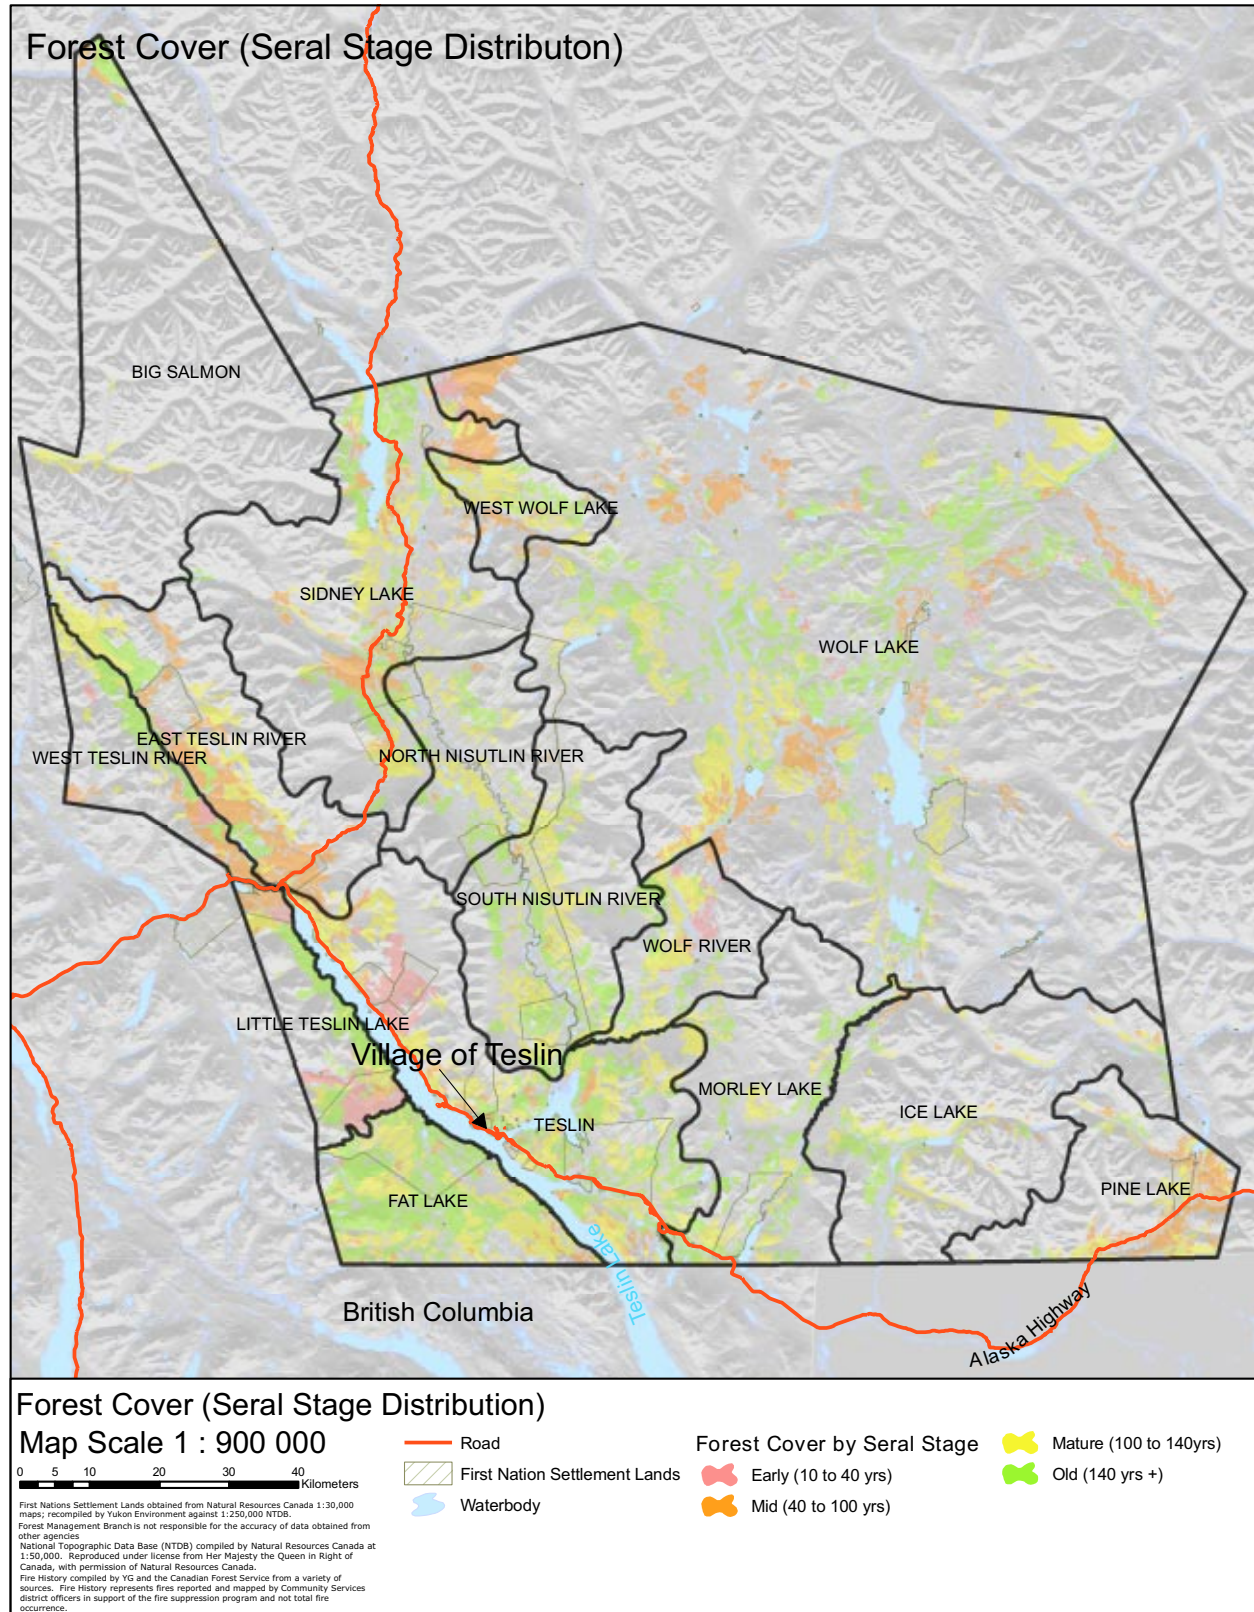 Forest Cover (Seral Stage Distributon)
BIG SALMON
WEST WOLF LAKE
SIDNEY LAKE
WOLF LAKE
EAST TESLIN RIVER
WEST TESLIN RIVER
NORTH NISUTLIN RIVER
SOUTH NISUTLIN RIVER
WOLF RIVER
LITTLE TESLIN LAKE
Village of Teslin
MORLEY LAKE
ICE LAKE
TESLIN
PINE LAKE
FAT LAKE
Teslin Lake
British Columbia
Alaska Highway
Forest Cover (Seral Stage Distribution)
Map Scale 1 : 900 000
0 5 10 20 30 40
Kilometers
First Nations Settlement Lands obtained from Natural Resources Canada 1:30,000
maps; recompiled by Yukon Environment against 1:250,000 NTDB.
Forest Management Branch is not responsible for the accuracy of data obtained from
other agencies
National Topographic Data Base (NTDB) compiled by Natural Resources Canada at
1:50,000. Reproduced under license from Her Majesty the Queen in Right of
Canada, with permission of Natural Resources Canada.
Fire History compiled by YG and the Canadian Forest Service from a variety of
sources. Fire History represents fires reported and mapped by Community Services
district officers in support of the fire suppression program and not total fire
occurrence.
Road
First Nation Settlement Lands
Waterbody
Forest Cover by Seral Stage
Early (10 to 40 yrs)
Mid (40 to 100 yrs)
Mature (100 to 140yrs)
Old (140 yrs +)